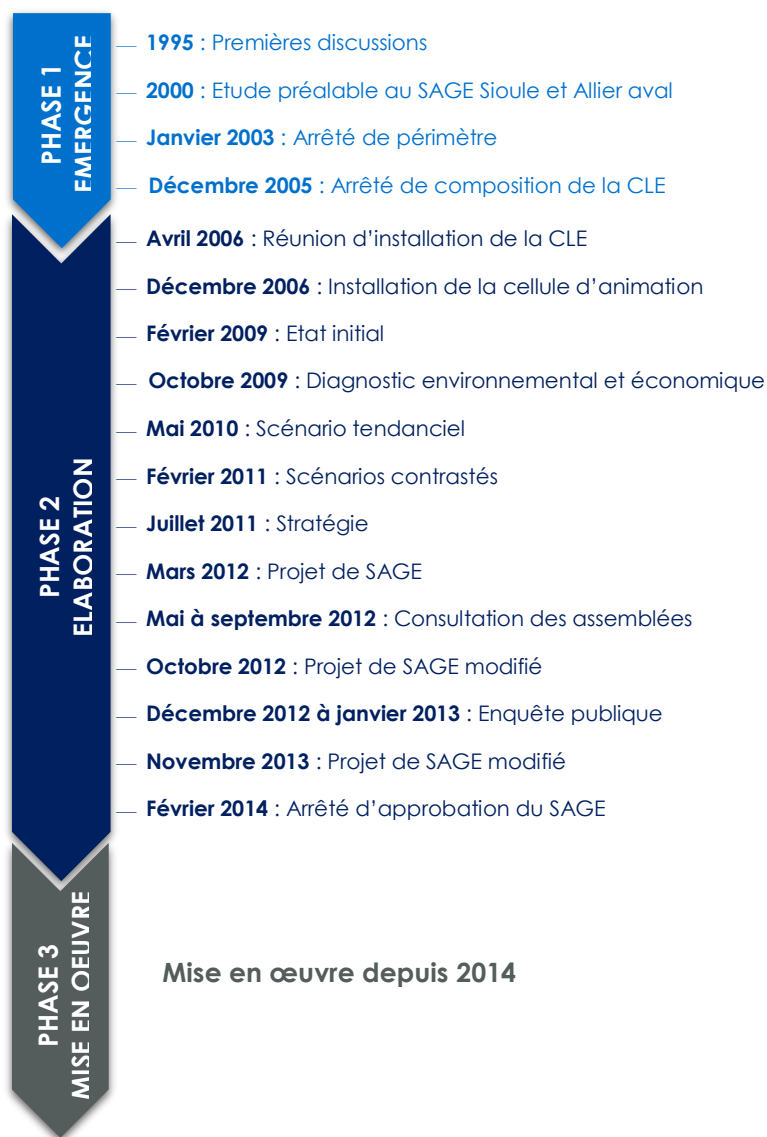 PHASE 1
EMERGENCE
1995 : Premières discussions
2000 : Etude préalable au SAGE Sioule et Allier aval
Janvier 2003 : Arrêté de périmètre
Décembre 2005 : Arrêté de composition de la CLE
PHASE 2
ELABORATION
Avril 2006 : Réunion d’installation de la CLE
Décembre 2006 : Installation de la cellule d’animation
Février 2009 : Etat initial
Octobre 2009 : Diagnostic environnemental et économique
Mai 2010 : Scénario tendanciel
Février 2011 : Scénarios contrastés
Juillet 2011 : Stratégie
Mars 2012 : Projet de SAGE
Mai à septembre 2012 : Consultation des assemblées
Octobre 2012 : Projet de SAGE modifié
Décembre 2012 à janvier 2013 : Enquête publique
Novembre 2013 : Projet de SAGE modifié
Février 2014 : Arrêté d’approbation du SAGE
PHASE 3
MISE EN OEUVRE
Mise en œuvre depuis 2014